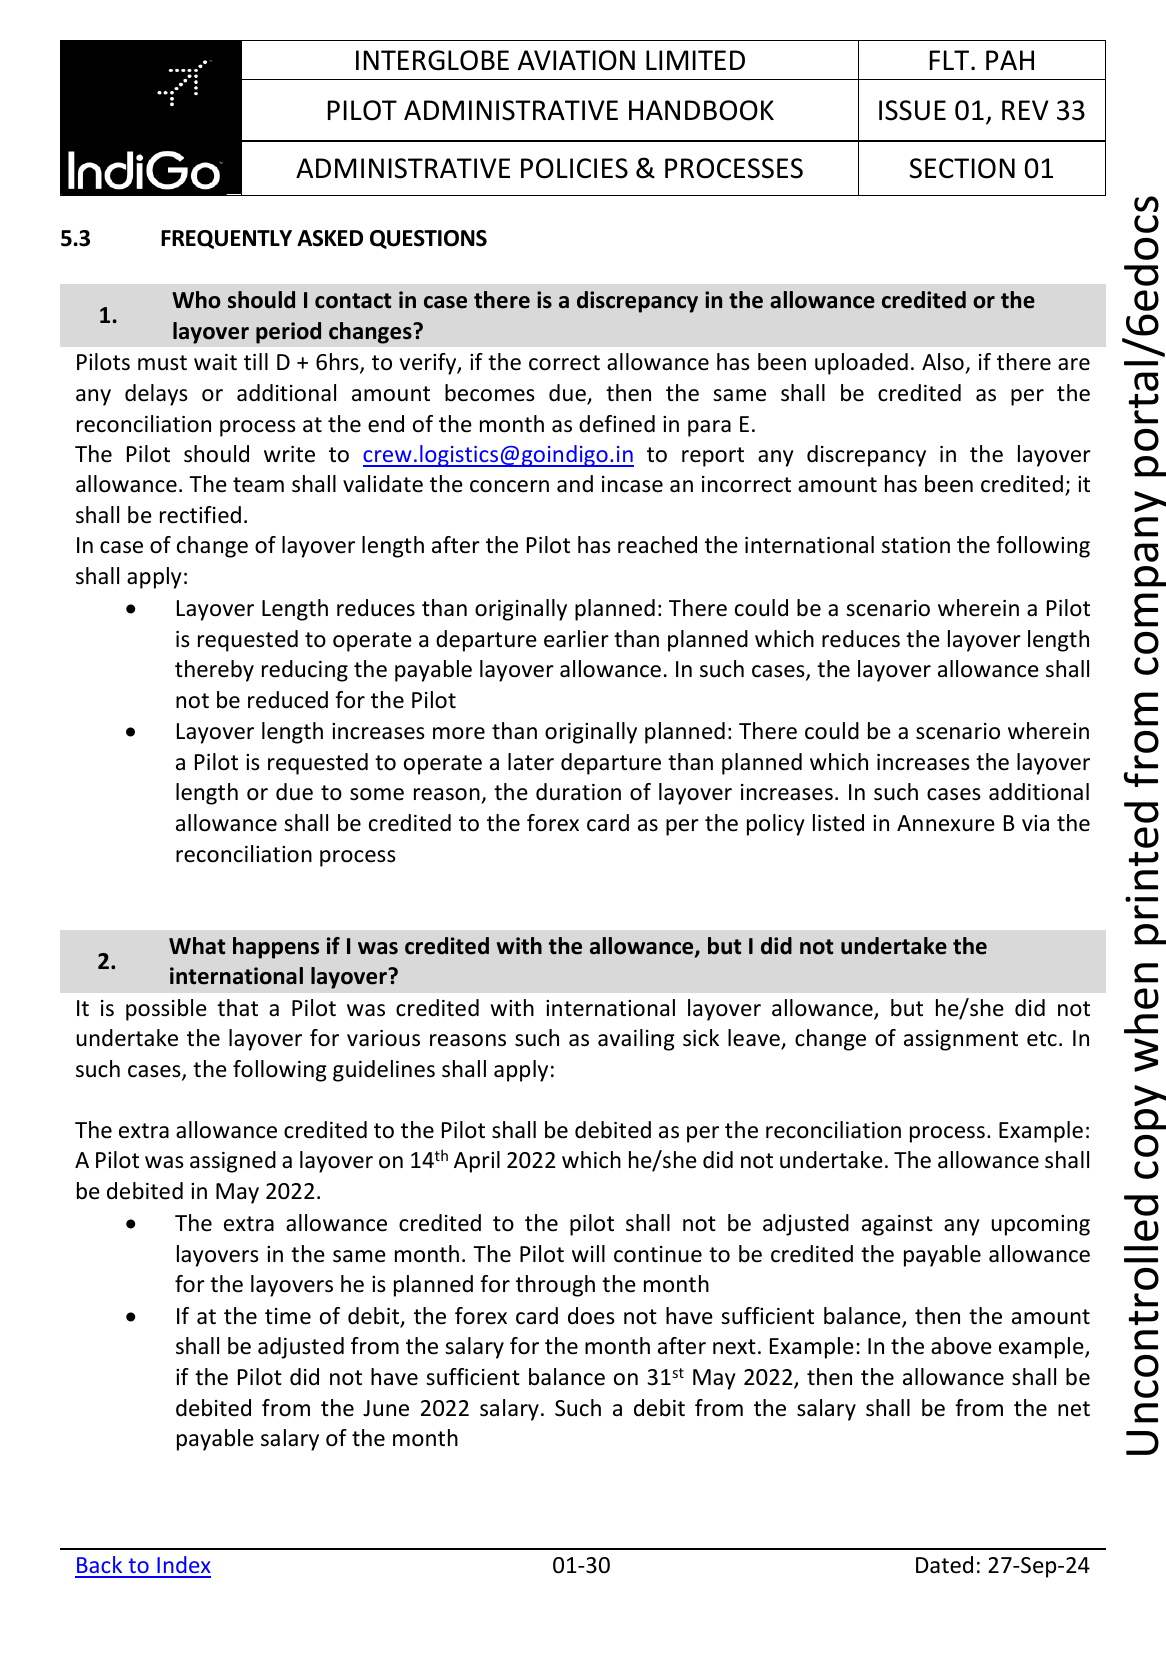 INTERGLOBE AVIATION LIMITED
FLT. PAH
PILOT ADMINISTRATIVE HANDBOOK
ISSUE 01, REV 33
IndiGo
ADMINISTRATIVE POLICIES & PROCESSES
SECTION 01
5.3 FREQUENTLY ASKED QUESTIONS
1. Who should I contact in case there is a discrepancy in the allowance credited or the
layover period changes?
Pilots must wait till D + 6hrs, to verify, if the correct allowance has been uploaded. Also, if there are
any delays or additional amount becomes due, then the same shall be credited as per the
reconciliation process at the end of the month as defined in para E.
The Pilot should write to crew.logistics@goindigo.in to report any discrepancy in the layover
allowance. The team shall validate the concern and incase an incorrect amount has been credited; it
shall be rectified.
In case of change of layover length after the Pilot has reached the international station the following
shall apply:
• Layover Length reduces than originally planned: There could be a scenario wherein a Pilot
is requested to operate a departure earlier than planned which reduces the layover length
thereby reducing the payable layover allowance. In such cases, the layover allowance shall
not be reduced for the Pilot
• Layover length increases more than originally planned: There could be a scenario wherein
a Pilot is requested to operate a later departure than planned which increases the layover
length or due to some reason, the duration of layover increases. In such cases additional
allowance shall be credited to the forex card as per the policy listed in Annexure B via the
reconciliation process
2. What happens if I was credited with the allowance, but I did not undertake the
international layover?
It is possible that a Pilot was credited with international layover allowance, but he/she did not
undertake the layover for various reasons such as availing sick leave, change of assignment etc. In
such cases, the following guidelines shall apply:
The extra allowance credited to the Pilot shall be debited as per the reconciliation process. Example:
A Pilot was assigned a layover on 14th April 2022 which he/she did not undertake. The allowance shall
be debited in May 2022.
• The extra allowance credited to the pilot shall not be adjusted against any upcoming
layovers in the same month. The Pilot will continue to be credited the payable allowance
for the layovers he is planned for through the month
• If at the time of debit, the forex card does not have sufficient balance, then the amount
shall be adjusted from the salary for the month after next. Example: In the above example,
if the Pilot did not have sufficient balance on 31st May 2022, then the allowance shall be
debited from the June 2022 salary. Such a debit from the salary shall be from the net
payable salary of the month
Back to Index
01-30
Dated: 27-Sep-24
Uncontrolled copy when printed from company portal/6edocs